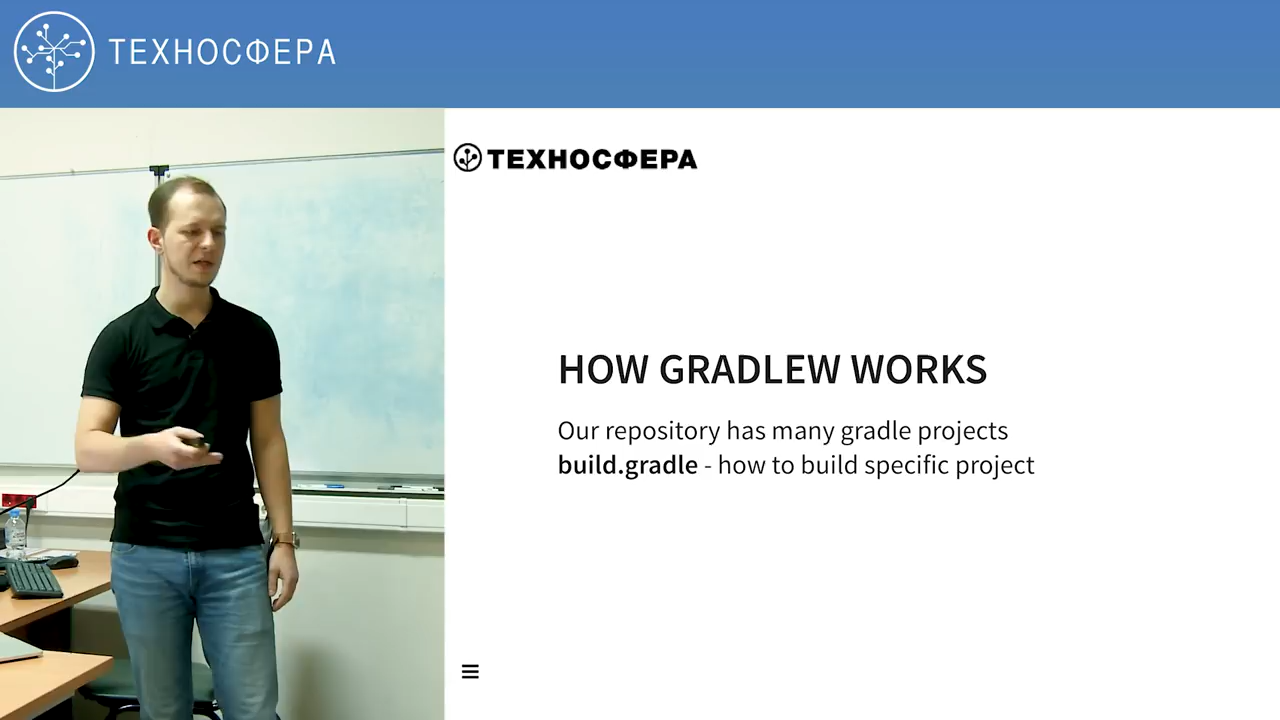 ТЕХНОСФЕРА
ТЕХНОСФЕРА
HOW GRADLEW WORKS
Our repository has many gradle projects
build.gradle - how to build specific project